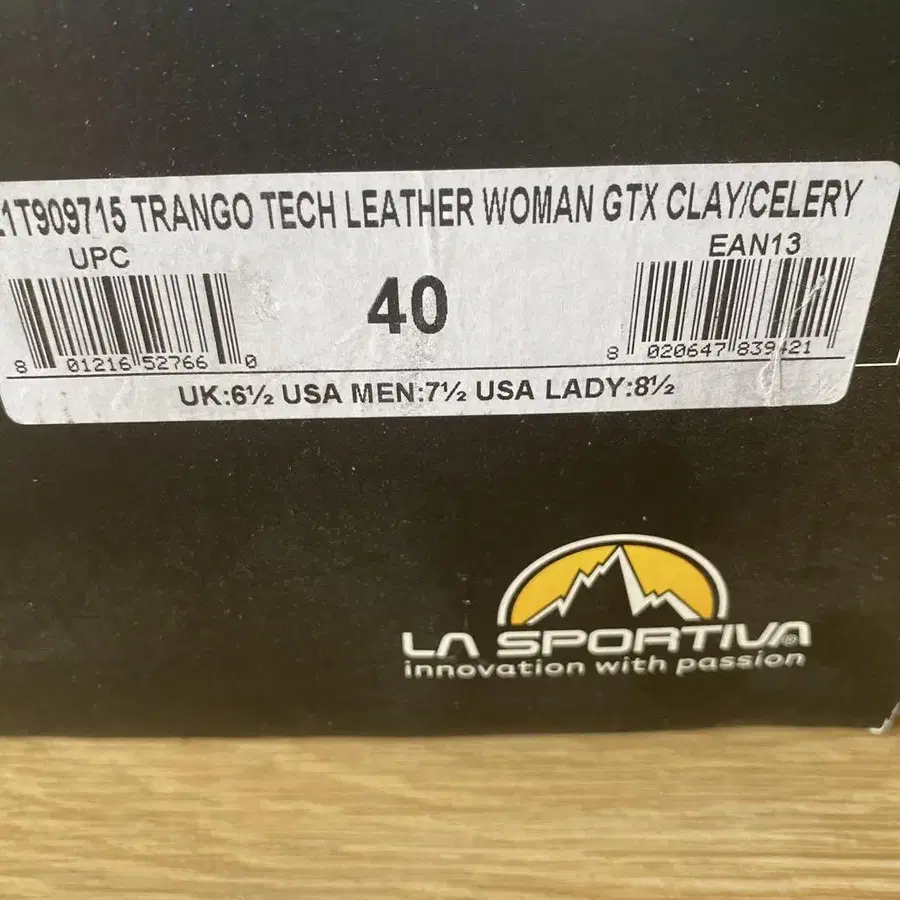 21T909715 TRANGO TECH LEATHER WOMAN GTX CLAY/CELERY
UPC
EAN13
40
8 01216 52766 0
8 020647 839421
UK:6½ USA MEN:7½ USA LADY:8½
LA SPORTIVA®
innovation with passion